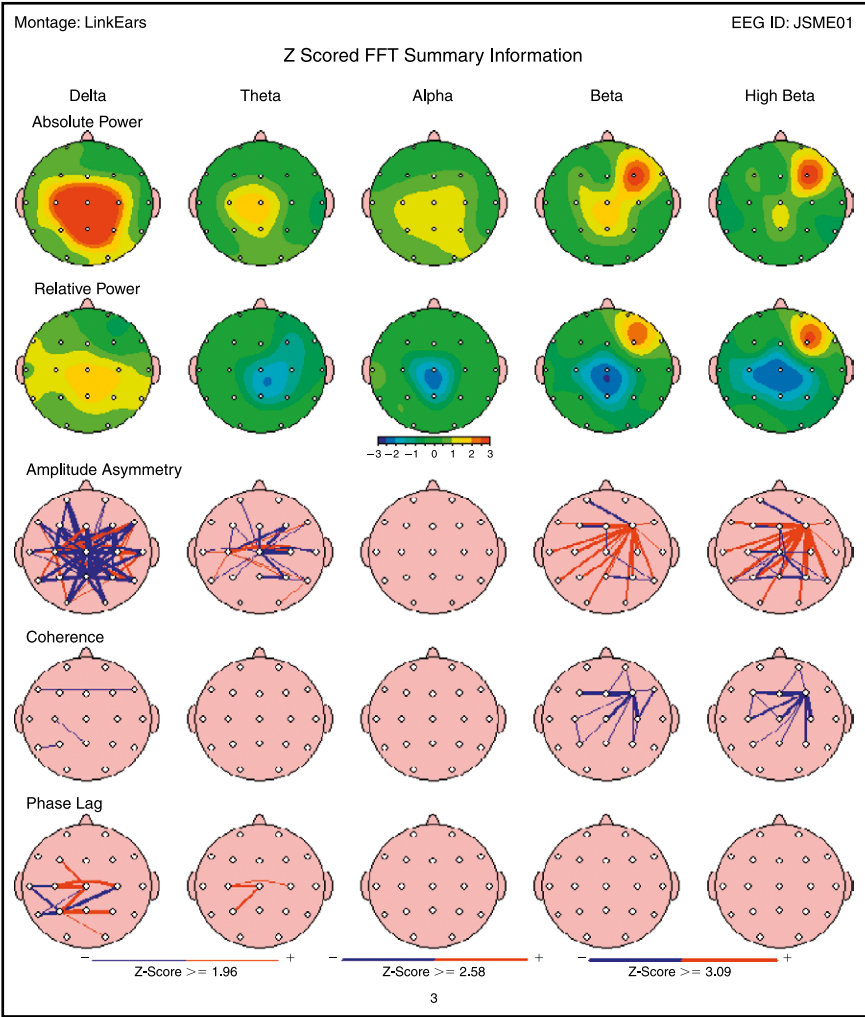 Montage: LinkEars EEG ID: JSME01
Z Scored FFT Summary Information
Delta Theta Alpha Beta High Beta
Absolute Power
Relative Power
−3 −2 −1 0 1 2 3
Amplitude Asymmetry
Coherence
Phase Lag
− + − + − +
Z-Score >= 1.96 Z-Score >= 2.58 Z-Score >= 3.09
3